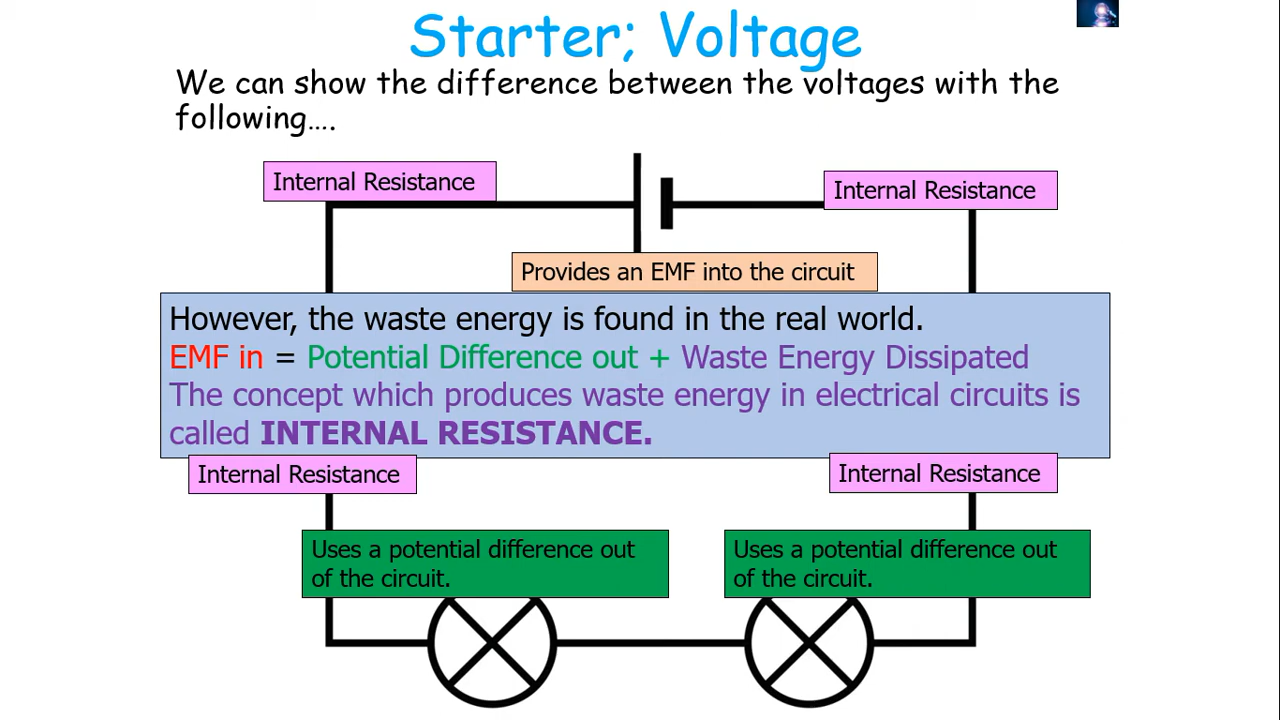 Starter; Voltage
We can show the difference between the voltages with the
following….
Internal Resistance
Internal Resistance
Provides an EMF into the circuit
However, the waste energy is found in the real world.
EMF in = Potential Difference out + Waste Energy Dissipated
The concept which produces waste energy in electrical circuits is
called INTERNAL RESISTANCE.
Internal Resistance
Internal Resistance
Uses a potential difference out
of the circuit.
Uses a potential difference out
of the circuit.